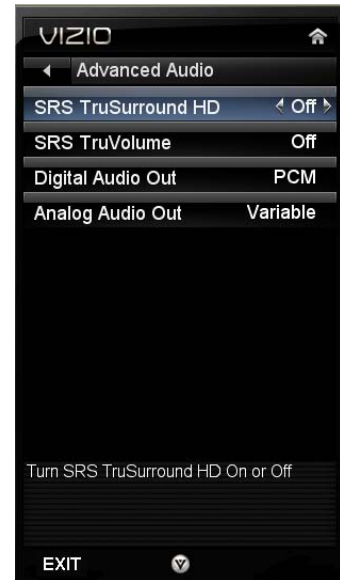 VIZIO
Advanced Audio
SRS TruSurround HD Off
SRS TruVolume Off
Digital Audio Out PCM
Analog Audio Out Variable
Turn SRS TruSurround HD On or Off
EXIT V